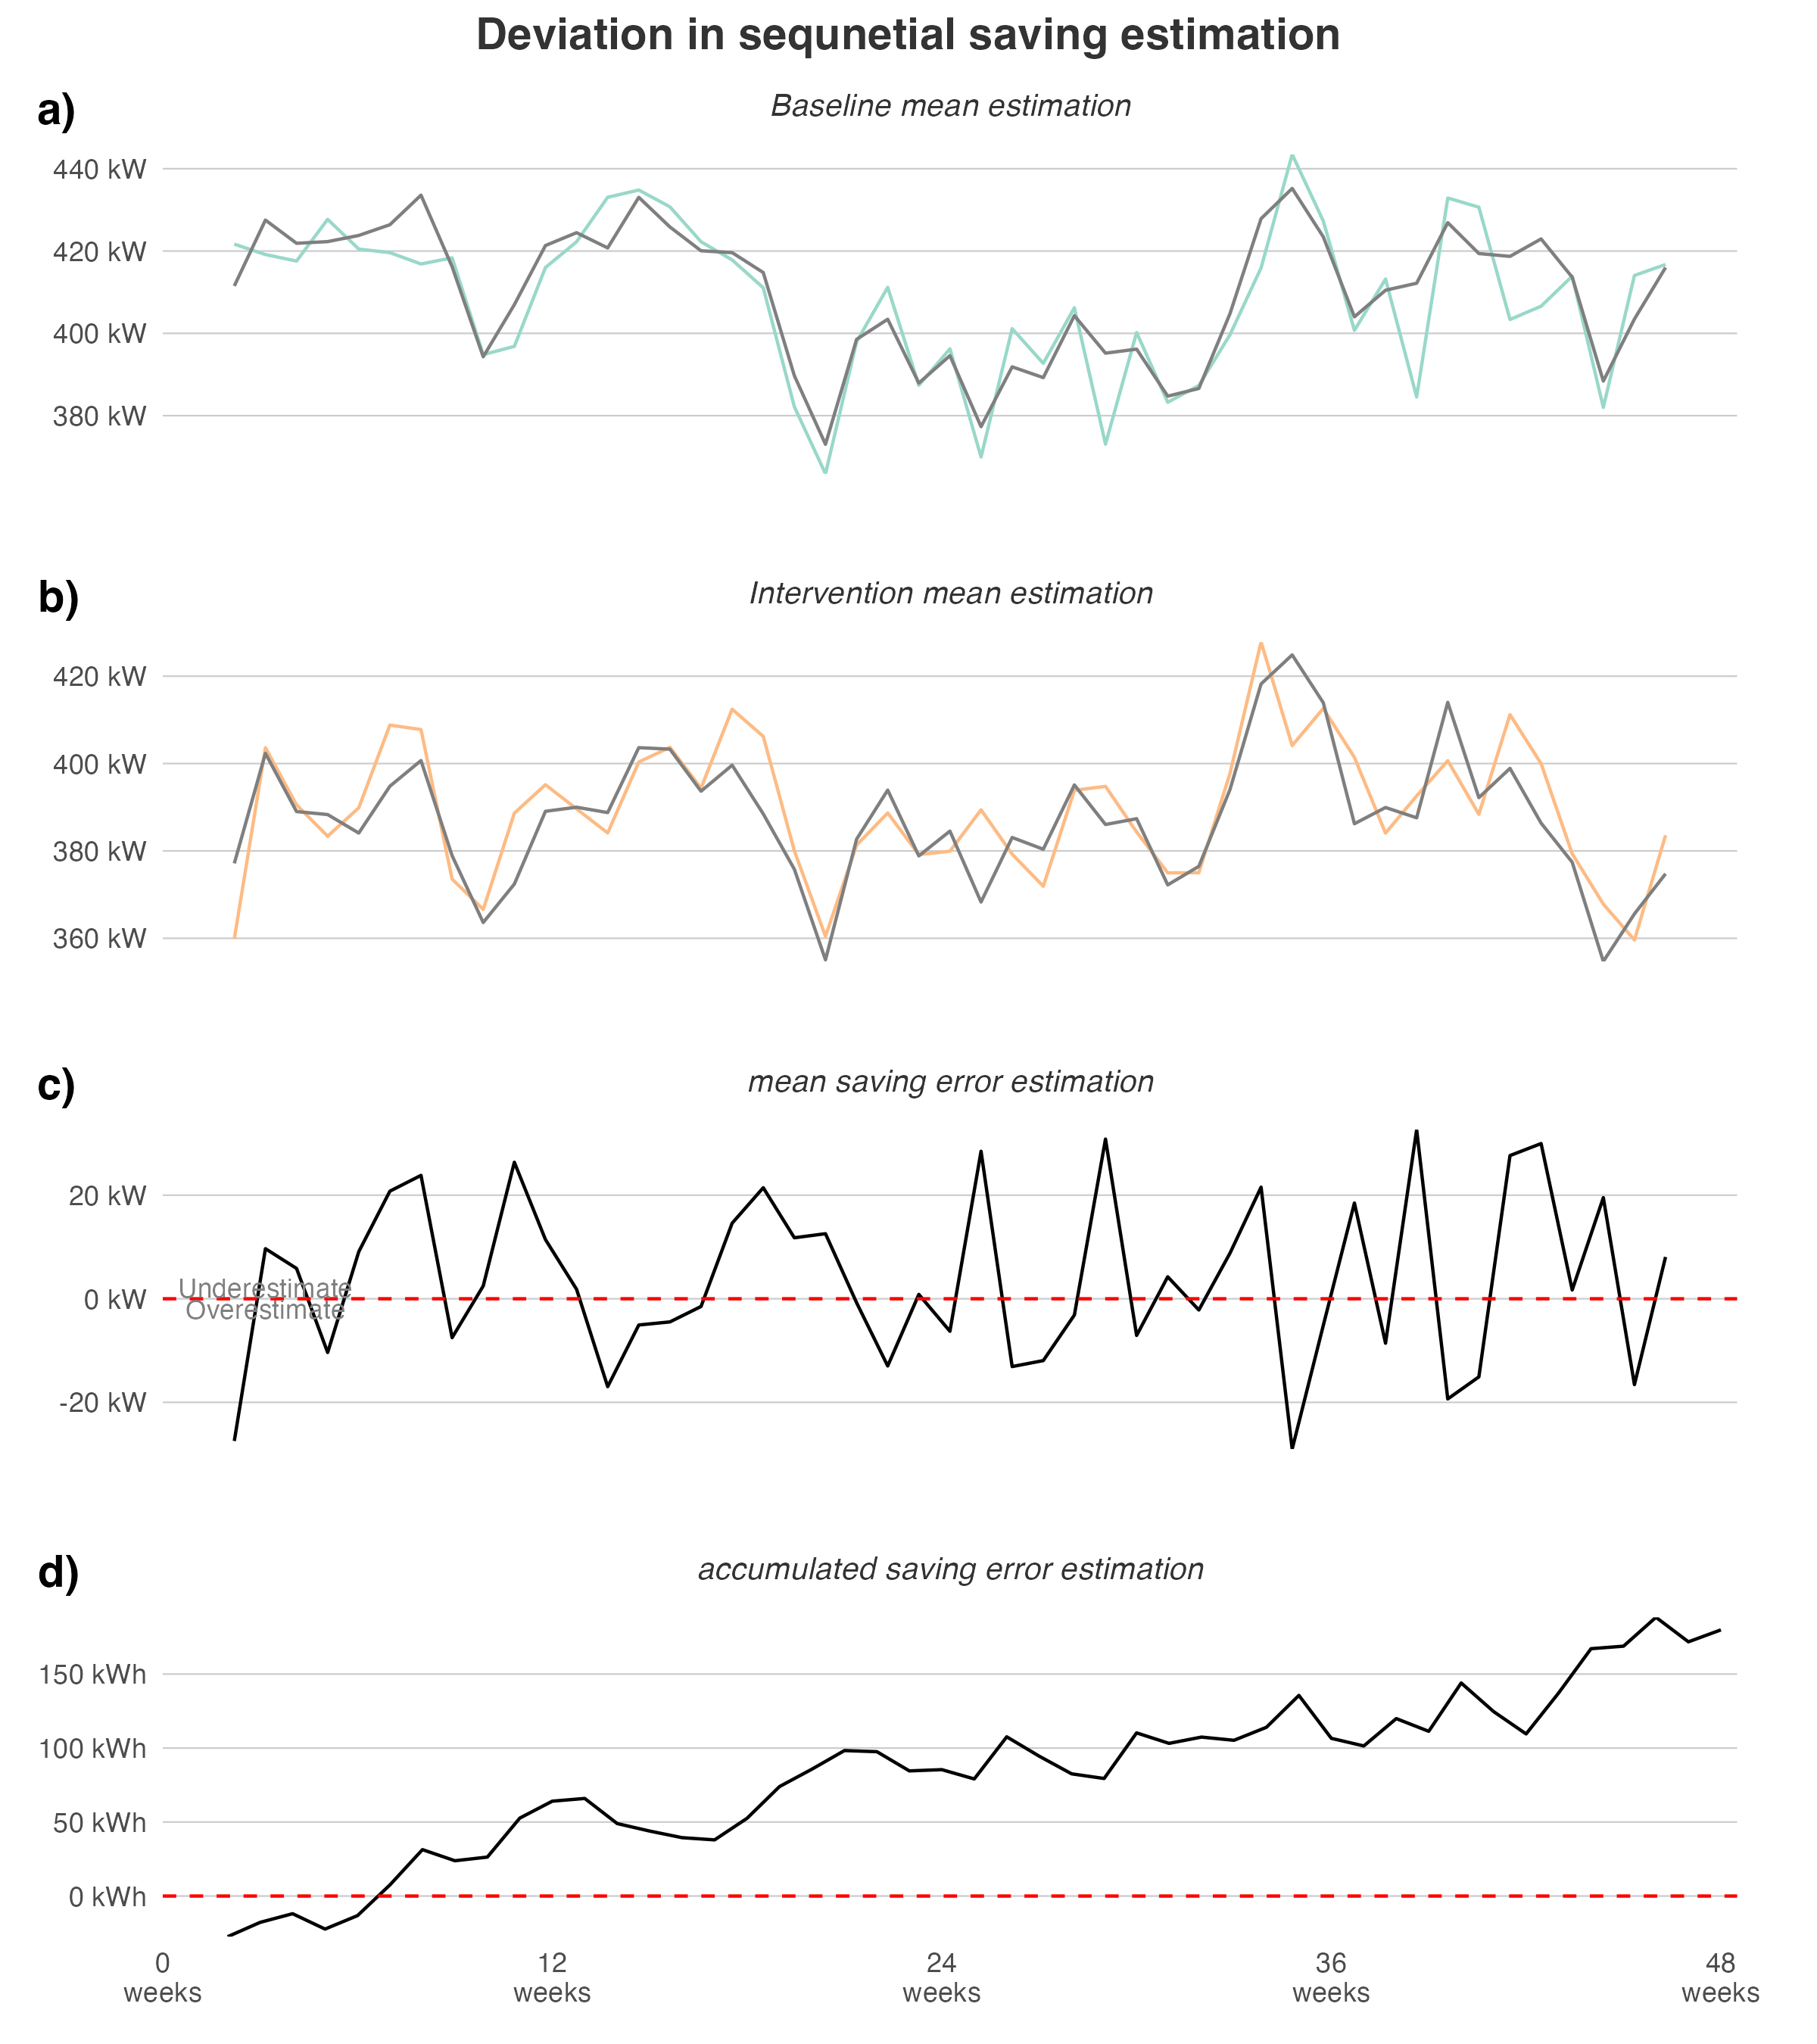 Deviation in sequnetial saving estimation
a)
Baseline mean estimation
440 kW
420 kW
400 kW
380 kW
b)
Intervention mean estimation
420 kW
400 kW
380 kW
360 kW
c)
mean saving error estimation
20 kW
Underestimate
0 kW
Overestimate
-20 kW
d)
accumulated saving error estimation
150 kWh
100 kWh
50 kWh
0 kWh
0 12 24 36 48
weeks weeks weeks weeks weeks